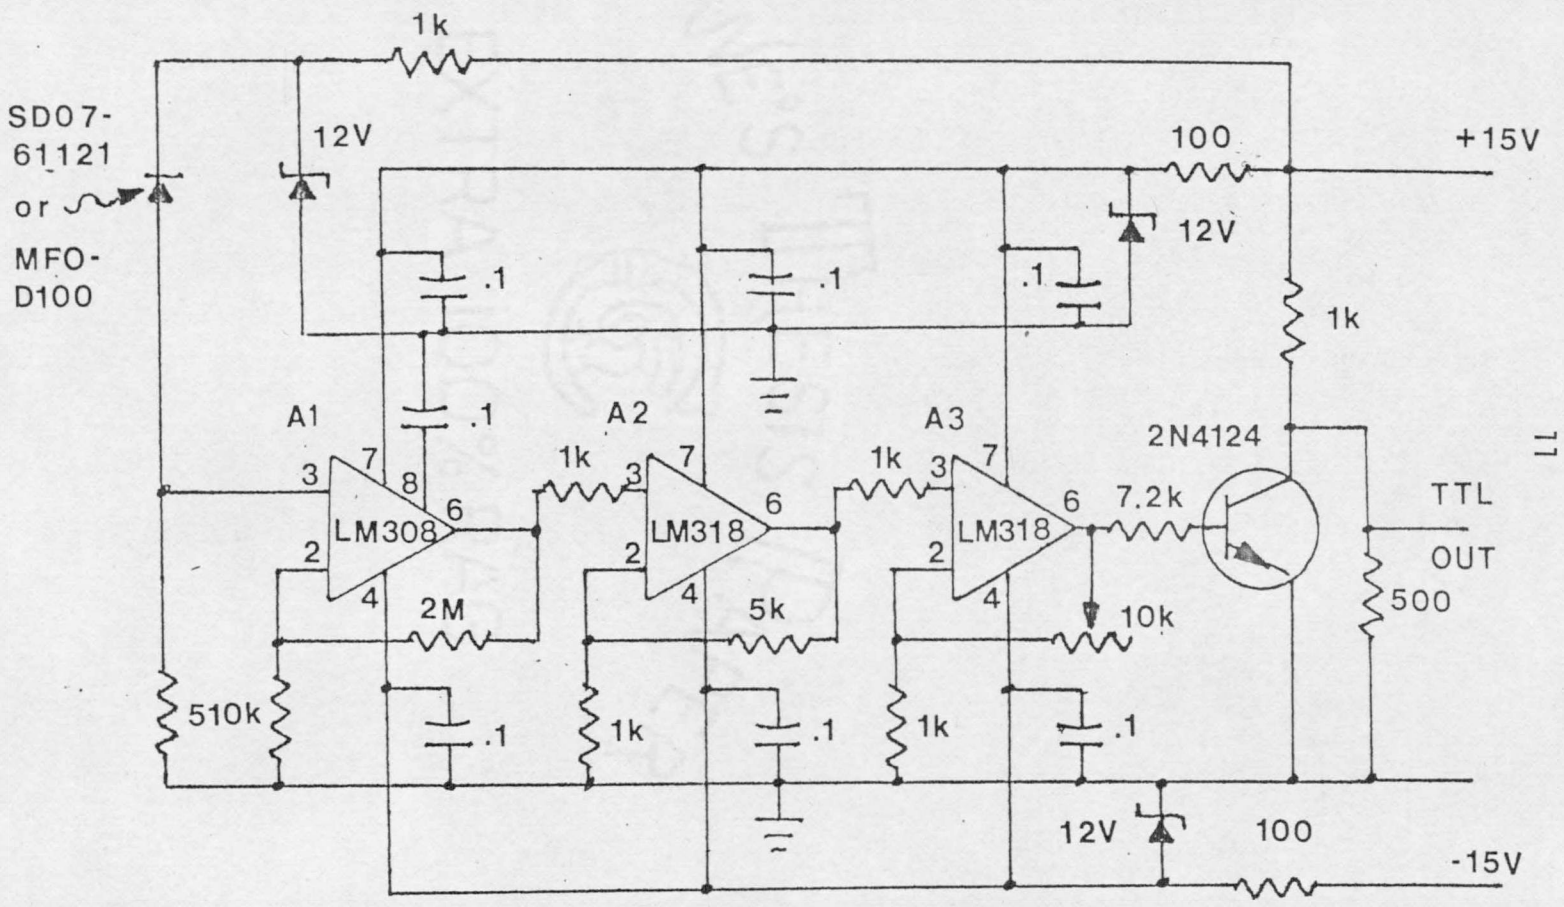 1k
SD07-
61121
or
MFO-
D100
12V
100
+15V
12V
.1
.1
.1
1k
.1
A1
A2
A3
2N4124
3
7
8
6
2
4
LM308
1k
3
7
6
2
4
LM318
1k
3
7
6
2
4
LM318
7.2k
TTL
OUT
2M
5k
10k
500
510k
1k
1k
.1
.1
.1
12V
100
-15V
11